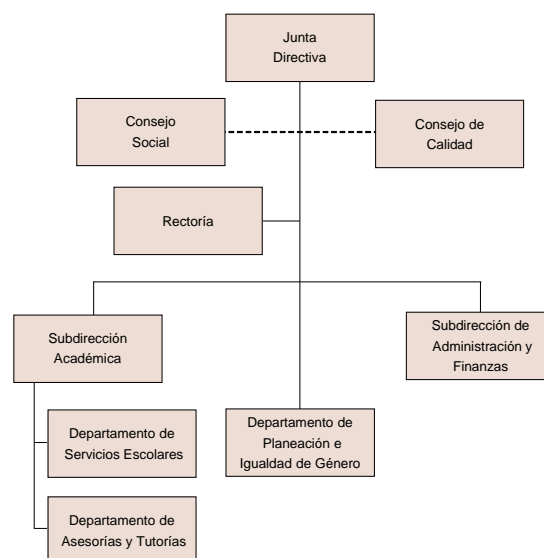 Junta
Directiva
Consejo
Social
Consejo de
Calidad
Rectoría
Subdirección
Académica
Subdirección de
Administración y
Finanzas
Departamento de
Servicios Escolares
Departamento de
Planeación e
Igualdad de Género
Departamento de
Asesorías y Tutorías